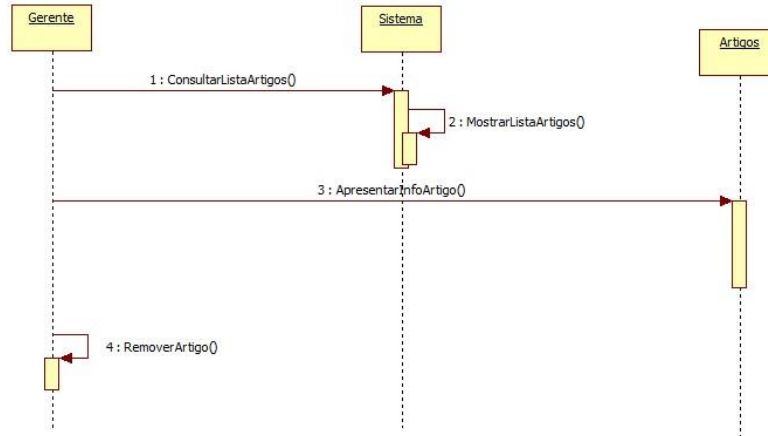 Gerente
Sistema
Artigos
1 : ConsultarListaArtigos()
2 : MostrarListaArtigos()
3 : ApresentarInfoArtigo()
4 : RemoverArtigo()